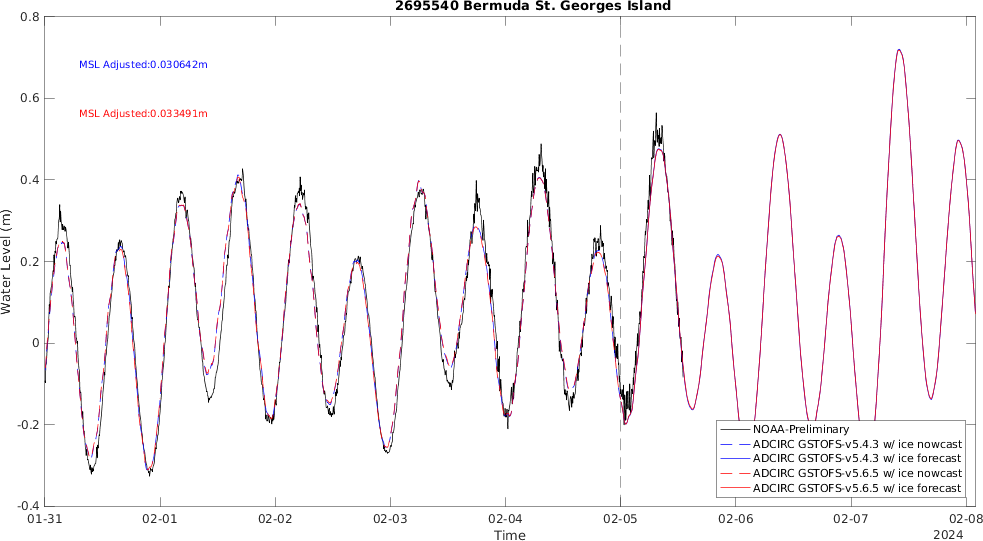 2695540 Bermuda St. Georges Island
0.8
MSL Adjusted:0.030642m
0.6
MSL Adjusted:0.033491m
0.4
Water Level (m)
0.2
0
-0.2
NOAA-Preliminary
ADCIRC GSTOFS-v5.4.3 w/ ice nowcast
ADCIRC GSTOFS-v5.4.3 w/ ice forecast
ADCIRC GSTOFS-v5.6.5 w/ ice nowcast
ADCIRC GSTOFS-v5.6.5 w/ ice forecast
-0.4
01-31 02-01 02-02 02-03 02-04 02-05 02-06 02-07 02-08
Time 2024